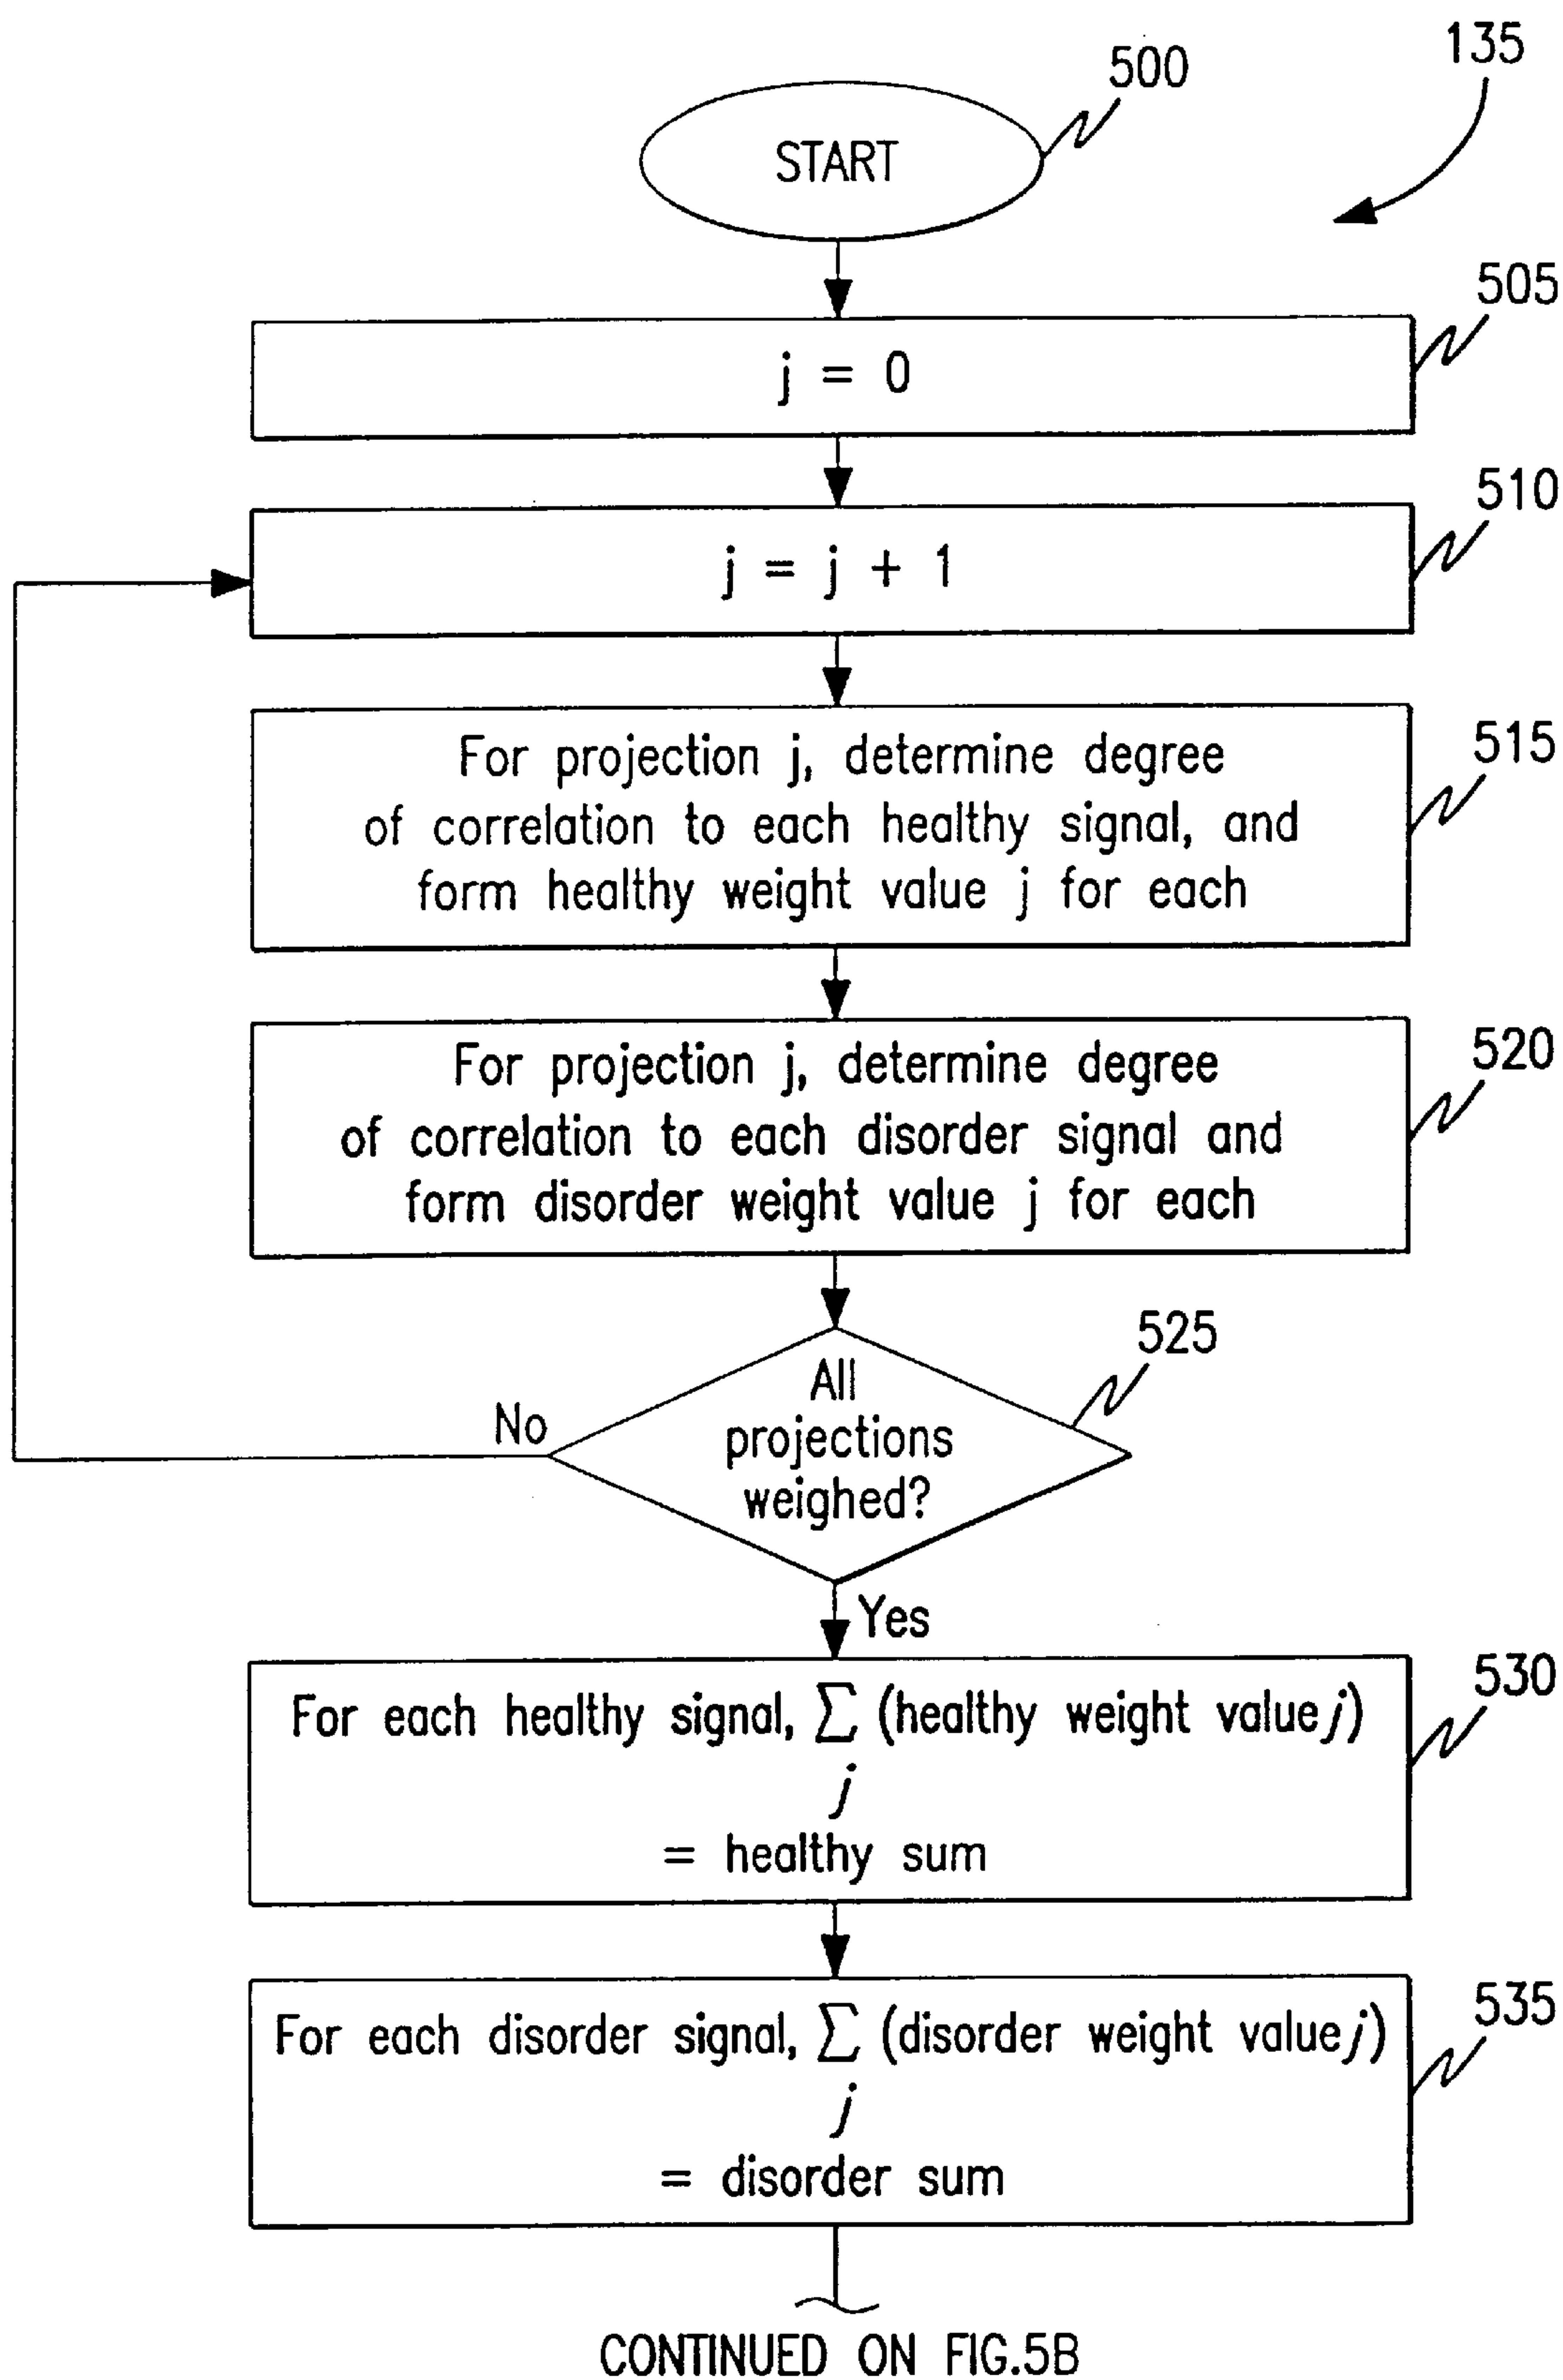 135
500
START
505
j = 0
510
j = j + 1
515
For projection j, determine degree
of correlation to each healthy signal, and
form healthy weight value j for each
520
For projection j, determine degree
of correlation to each disorder signal and
form disorder weight value j for each
525
All
projections
weighed?
No
Yes
530
For each healthy signal, ∑ (healthy weight value j)
j
= healthy sum
535
For each disorder signal, ∑ (disorder weight value j)
j
= disorder sum
CONTINUED ON FIG.5B